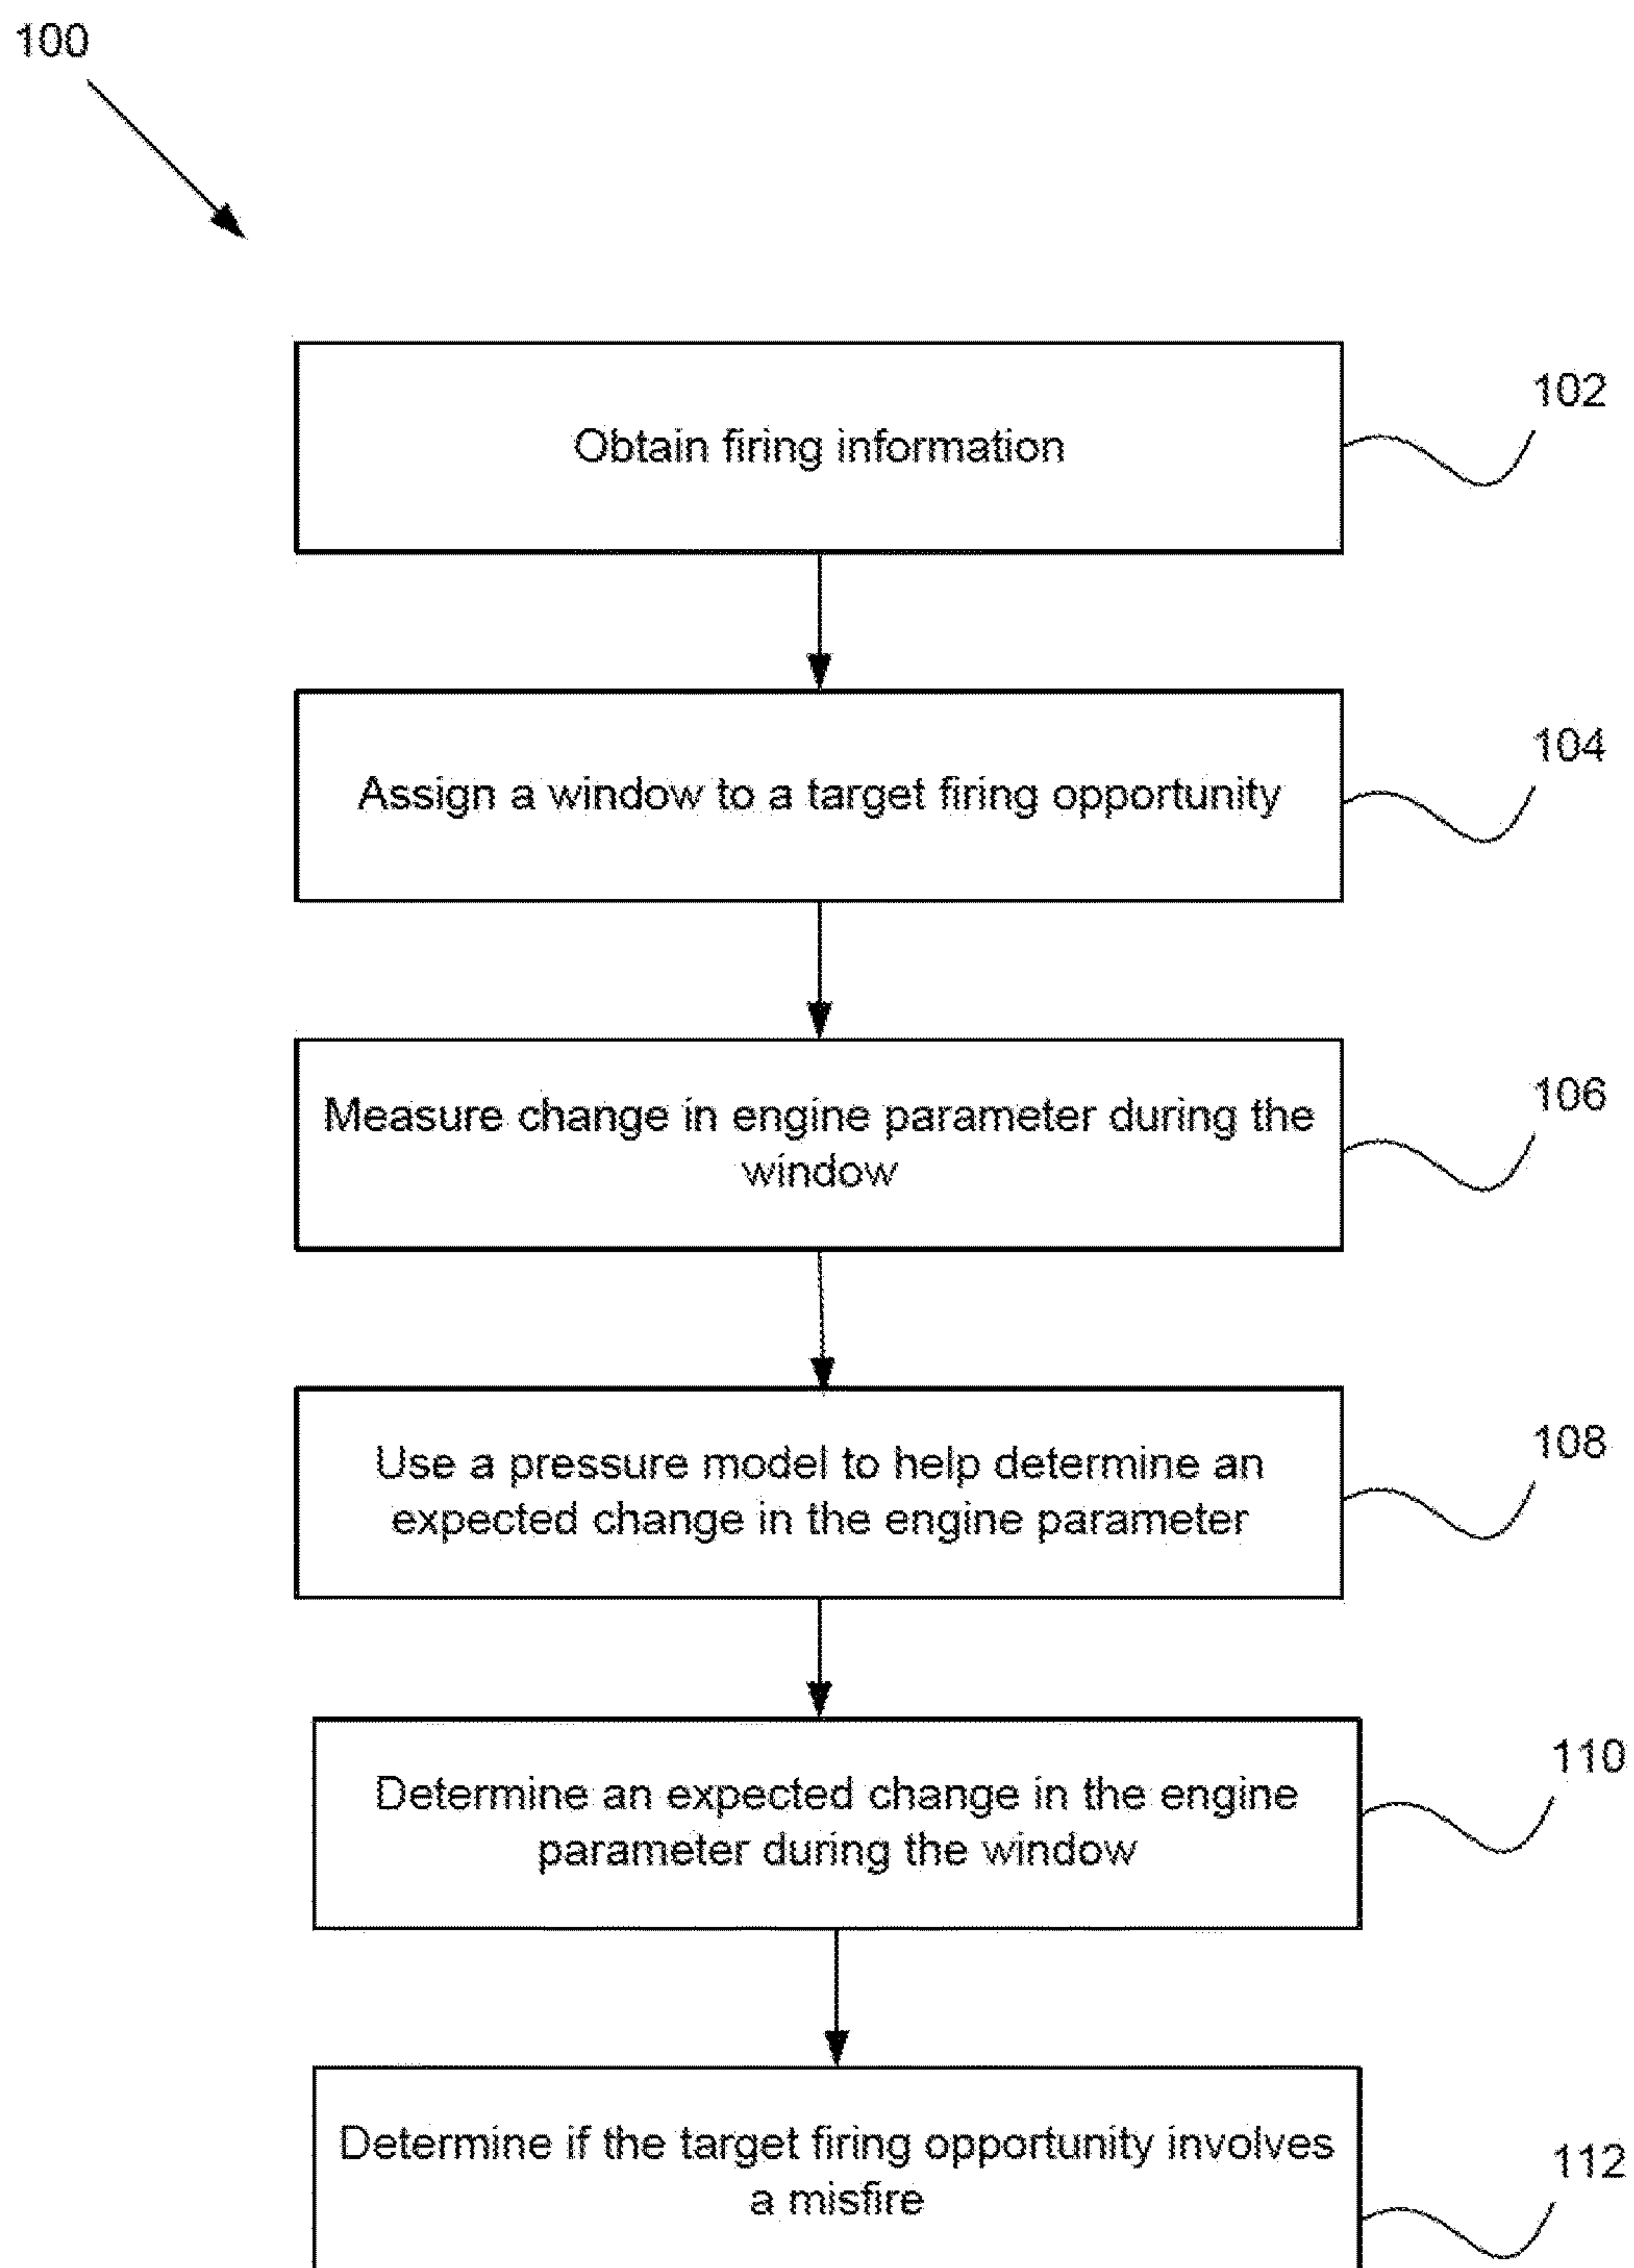 100
Obtain firing information
102
Assign a window to a target firing opportunity
104
Measure change in engine parameter during the
window
106
Use a pressure model to help determine an
expected change in the engine parameter
108
Determine an expected change in the engine
parameter during the window
110
Determine if the target firing opportunity involves
a misfire
112